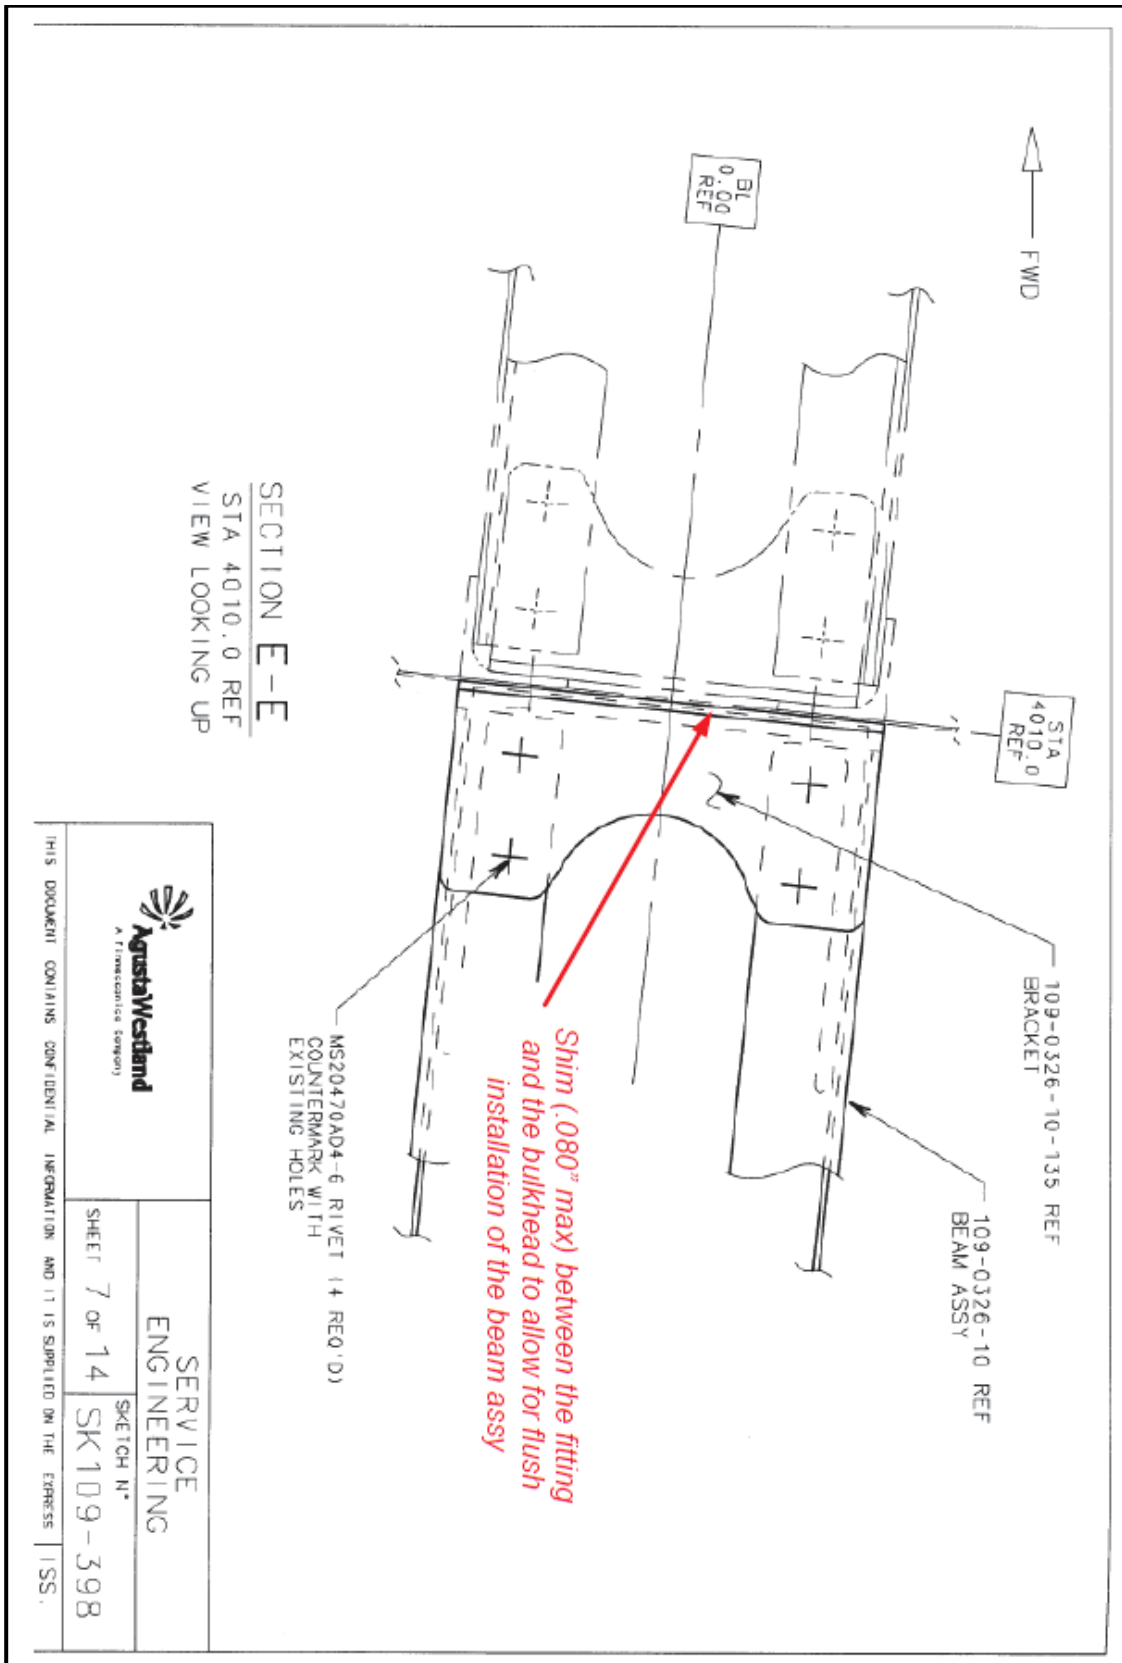 FWD
BL
0.00
REF
STA
4010.0
REF
109-0326-10-135 REF
BRACKET
109-0326-10 REF
BEAM ASSY
Shim (.080" max) between the fitting
and the bulkhead to allow for flush
installation of the beam assy
MS20470AD4-6 RIVET (4 REQ'D)
COUNTERMARK WITH
EXISTING HOLES
SECTION E-E
STA 4010.0 REF
VIEW LOOKING UP
AgustaWestland
A Finmeccanica Company
SERVICE
ENGINEERING
SHEET 7 OF 14
SKETCH N°
SK109-398
THIS DOCUMENT CONTAINS CONFIDENTIAL INFORMATION AND IT IS SUPPLIED ON THE EXPRESS
ISS.